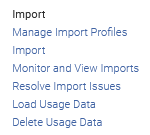 Import
Manage Import Profiles
Import
Monitor and View Imports
Resolve Import Issues
Load Usage Data
Delete Usage Data